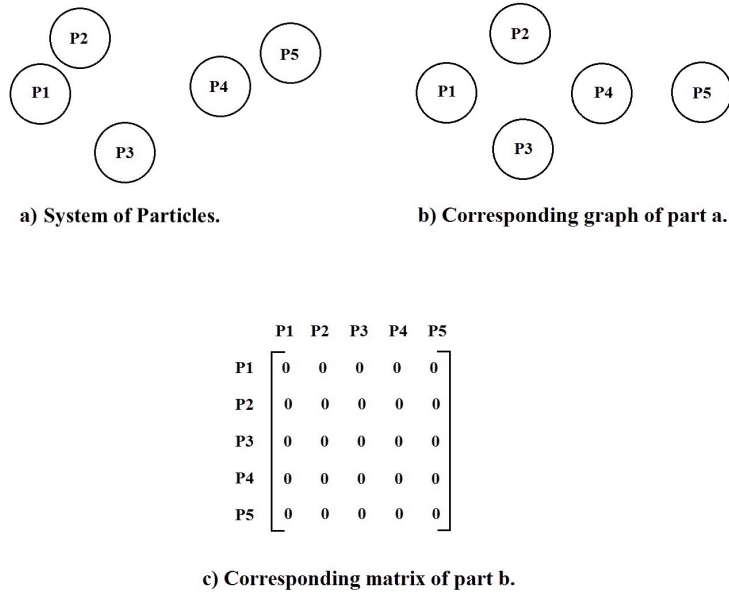 P2
P5
P1
P4
P3
a) System of Particles.
P2
P1
P4
P5
P3
b) Corresponding graph of part a.
P1 P2 P3 P4 P5
P1 0 0 0 0 0
P2 0 0 0 0 0
P3 0 0 0 0 0
P4 0 0 0 0 0
P5 0 0 0 0 0
c) Corresponding matrix of part b.